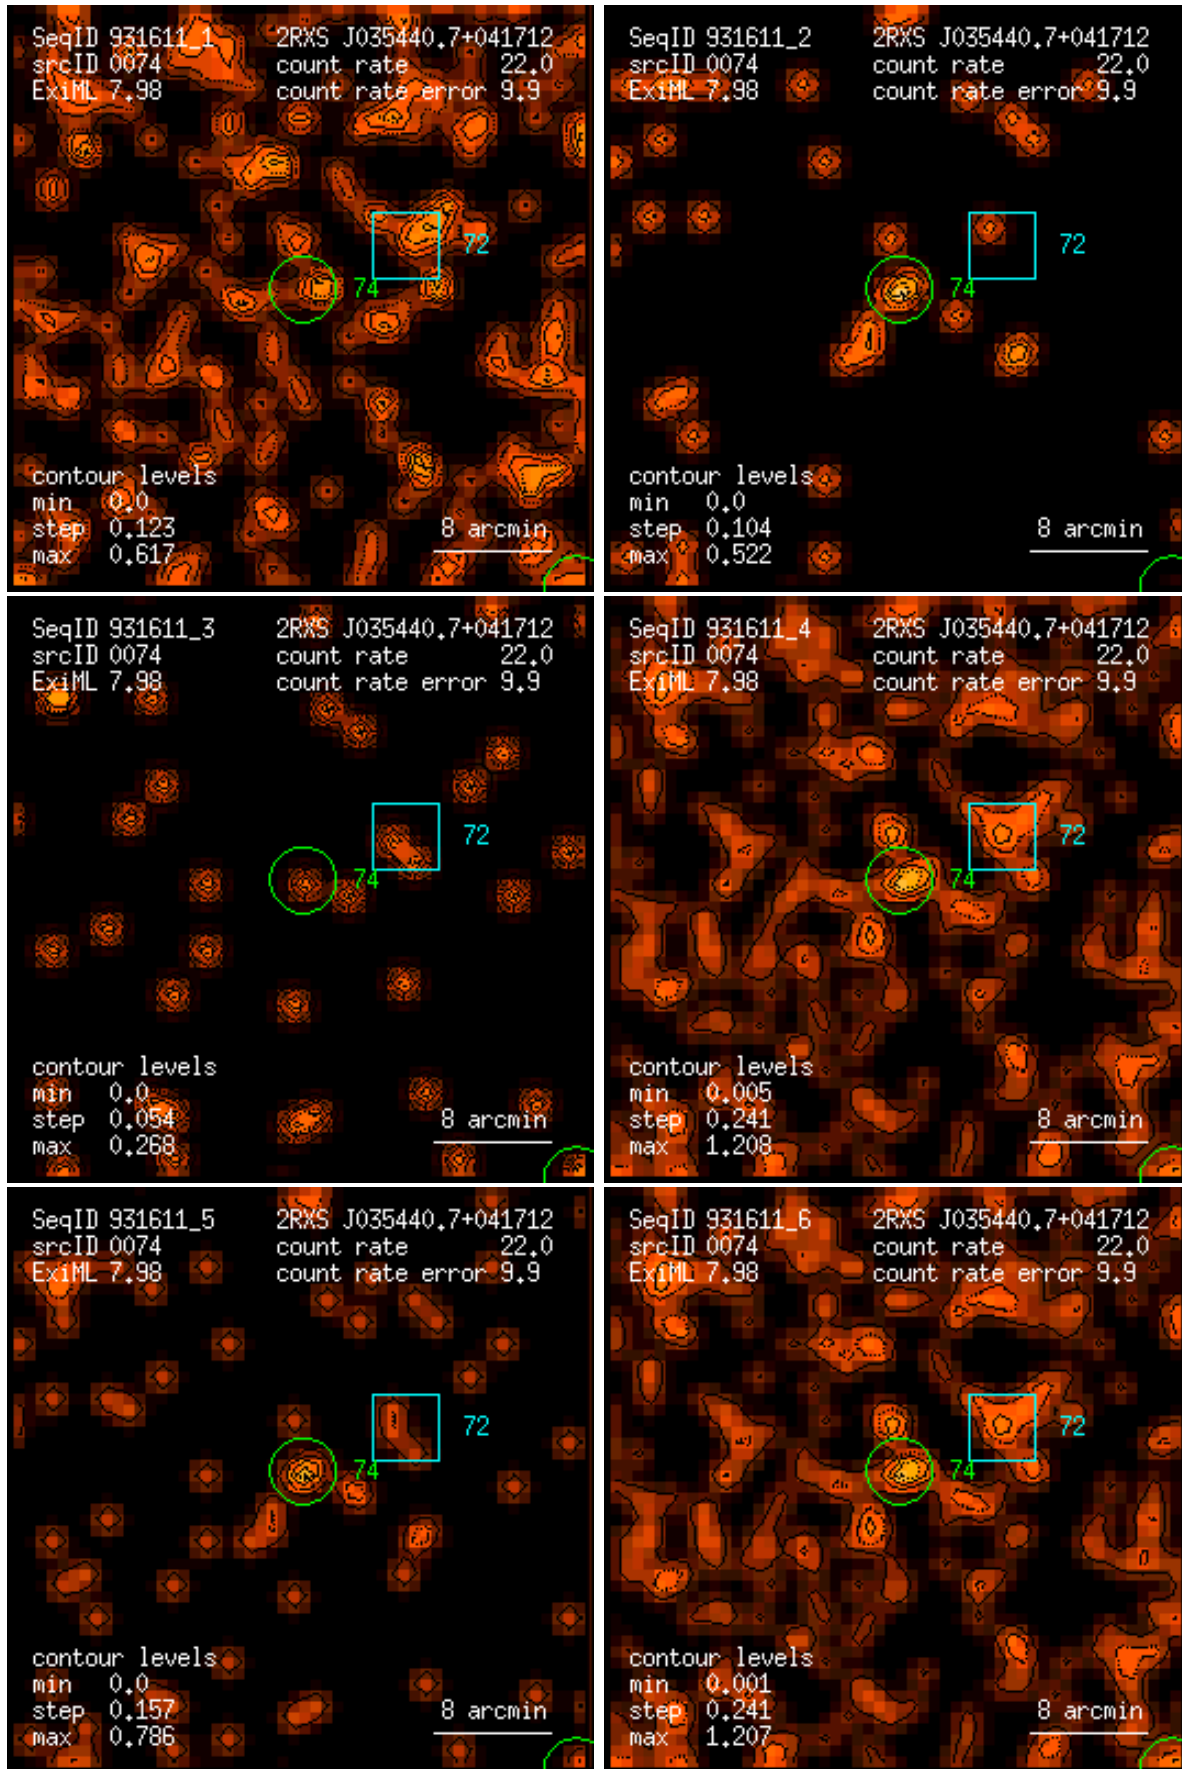 SeqID 931611_1 2RXS J035440.7+041712
srcID 0074 count rate 22.0
ExiML 7.98 count rate error 9.9
72
74
contour levels
min 0.0
step 0.123 8 arcmin
max 0.617
SeqID 931611_2 2RXS J035440.7+041712
srcID 0074 count rate 22.0
ExiML 7.98 count rate error 9.9
72
74
contour levels
min 0.0
step 0.104 8 arcmin
max 0.522
SeqID 931611_3 2RXS J035440.7+041712
srcID 0074 count rate 22.0
ExiML 7.98 count rate error 9.9
72
74
contour levels
min 0.0
step 0.054 8 arcmin
max 0.268
SeqID 931611_4 2RXS J035440.7+041712
srcID 0074 count rate 22.0
ExiML 7.98 count rate error 9.9
72
74
contour levels
min 0.005
step 0.241 8 arcmin
max 1.208
SeqID 931611_5 2RXS J035440.7+041712
srcID 0074 count rate 22.0
ExiML 7.98 count rate error 9.9
72
74
contour levels
min 0.0
step 0.157 8 arcmin
max 0.786
SeqID 931611_6 2RXS J035440.7+041712
srcID 0074 count rate 22.0
ExiML 7.98 count rate error 9.9
72
74
contour levels
min 0.001
step 0.241 8 arcmin
max 1.207